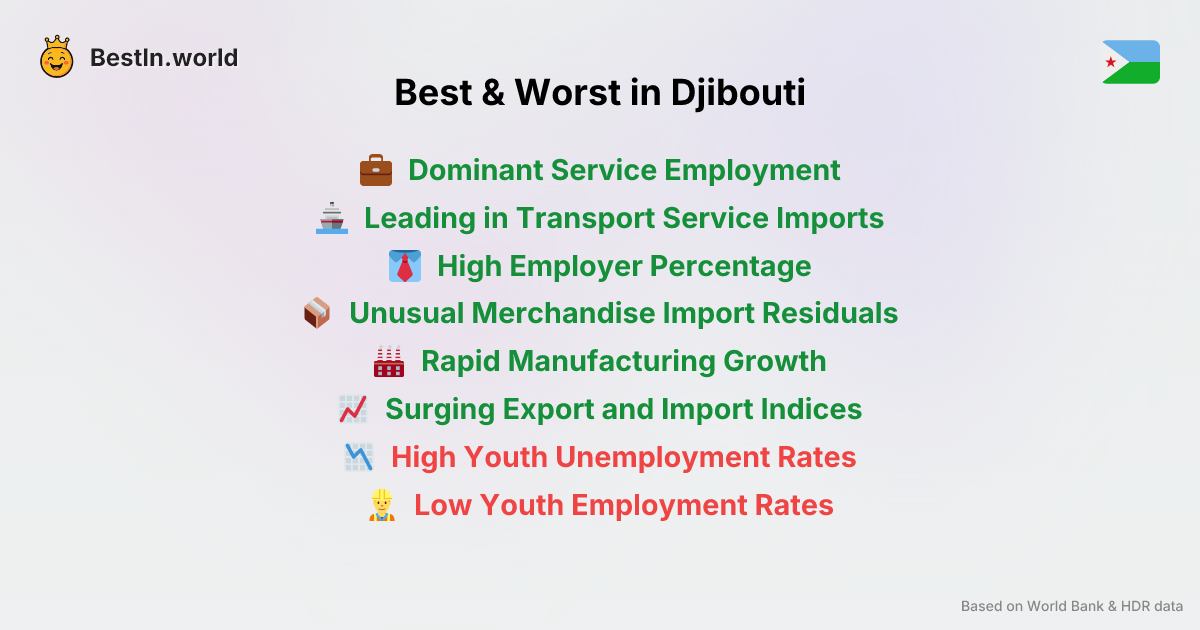 BestIn.world
Best & Worst in Djibouti
Dominant Service Employment
Leading in Transport Service Imports
High Employer Percentage
Unusual Merchandise Import Residuals
Rapid Manufacturing Growth
Surging Export and Import Indices
High Youth Unemployment Rates
Low Youth Employment Rates
Based on World Bank & HDR data